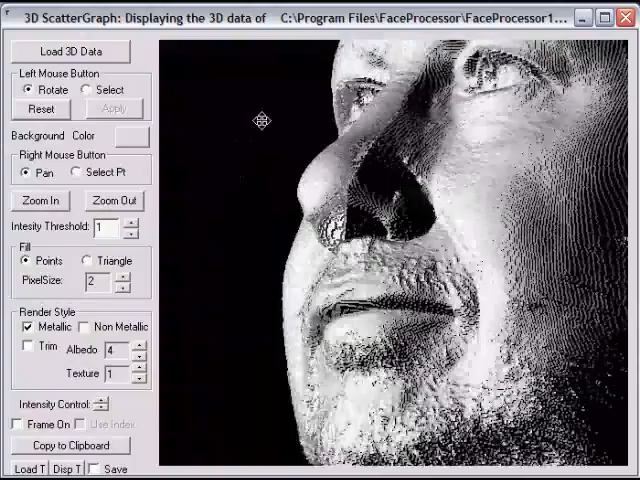 3D ScatterGraph: Displaying the 3D data of C:\Program Files\FaceProcessor\FaceProcessor1...
Load 3D Data
Left Mouse Button
Rotate Select
Reset Apply
Background Color
Right Mouse Button
Pan Select Pt
Zoom In Zoom Out
Intesity Threshold: 1
Fill
Points Triangle
PixelSize: 2
Render Style
Metallic Non Metallic
Trim Albedo 4
Texture 1
Intensity Control:
Frame On Use Index
Copy to Clipboard
Load T Disp T Save